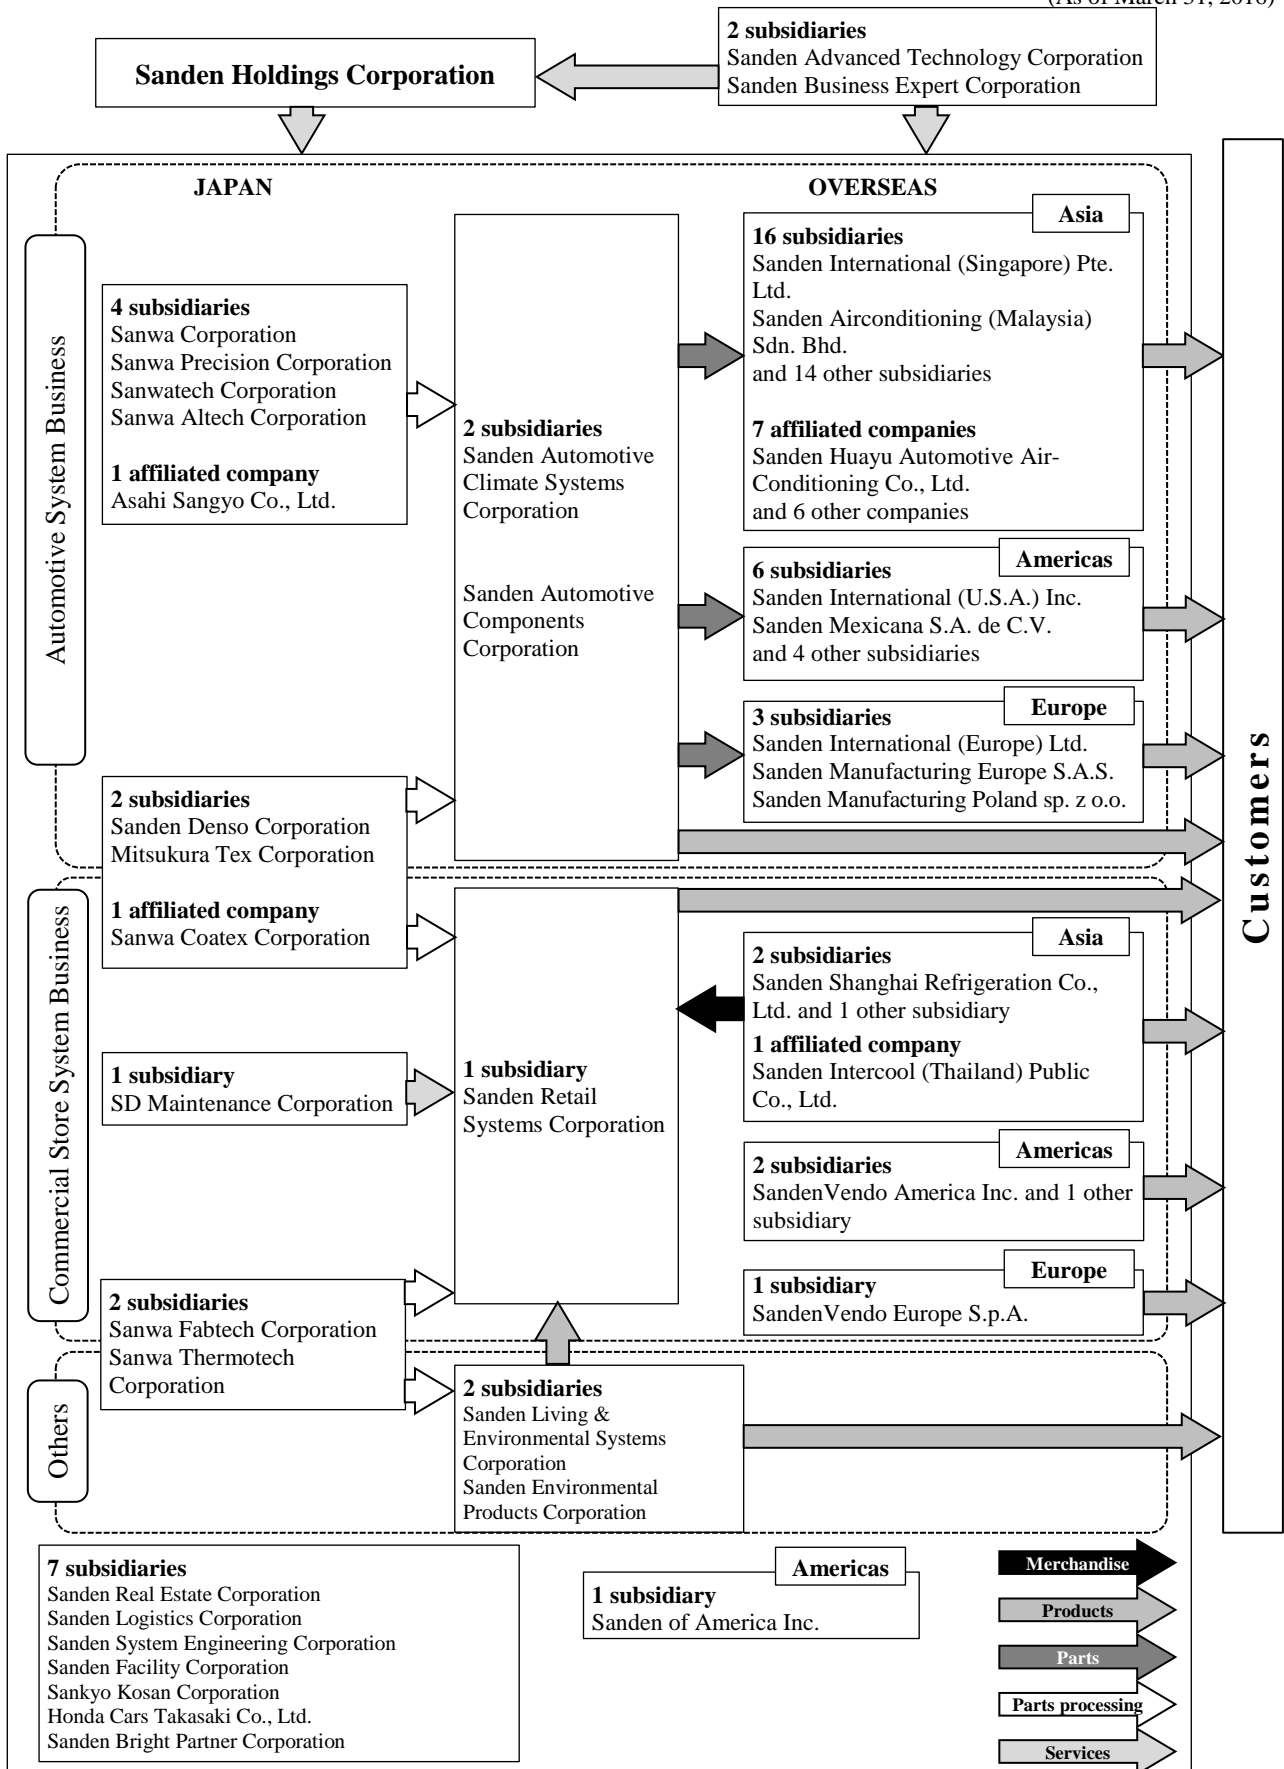 (As of March 31, 2016)
Sanden Holdings Corporation
2 subsidiaries
Sanden Advanced Technology Corporation
Sanden Business Expert Corporation
JAPAN
OVERSEAS
Automotive System Business
4 subsidiaries
Sanwa Corporation
Sanwa Precision Corporation
Sanwatech Corporation
Sanwa Altech Corporation
1 affiliated company
Asahi Sangyo Co., Ltd.
2 subsidiaries
Sanden Automotive
Climate Systems
Corporation
Sanden Automotive
Components
Corporation
Asia
16 subsidiaries
Sanden International (Singapore) Pte.
Ltd.
Sanden Airconditioning (Malaysia)
Sdn. Bhd.
and 14 other subsidiaries
7 affiliated companies
Sanden Huayu Automotive Air-
Conditioning Co., Ltd.
and 6 other companies
Americas
6 subsidiaries
Sanden International (U.S.A.) Inc.
Sanden Mexicana S.A. de C.V.
and 4 other subsidiaries
Europe
3 subsidiaries
Sanden International (Europe) Ltd.
Sanden Manufacturing Europe S.A.S.
Sanden Manufacturing Poland sp. z o.o.
Customers
2 subsidiaries
Sanden Denso Corporation
Mitsukura Tex Corporation
1 affiliated company
Sanwa Coatex Corporation
Commercial Store System Business
1 subsidiary
SD Maintenance Corporation
1 subsidiary
Sanden Retail
Systems Corporation
Asia
2 subsidiaries
Sanden Shanghai Refrigeration Co.,
Ltd. and 1 other subsidiary
1 affiliated company
Sanden Intercool (Thailand) Public
Co., Ltd.
Americas
2 subsidiaries
SandenVendo America Inc. and 1 other
subsidiary
Europe
1 subsidiary
SandenVendo Europe S.p.A.
2 subsidiaries
Sanwa Fabtech Corporation
Sanwa Thermotech
Corporation
Others
2 subsidiaries
Sanden Living &
Environmental Systems
Corporation
Sanden Environmental
Products Corporation
7 subsidiaries
Sanden Real Estate Corporation
Sanden Logistics Corporation
Sanden System Engineering Corporation
Sanden Facility Corporation
Sankyo Kosan Corporation
Honda Cars Takasaki Co., Ltd.
Sanden Bright Partner Corporation
Americas
1 subsidiary
Sanden of America Inc.
Merchandise
Products
Parts
Parts processing
Services